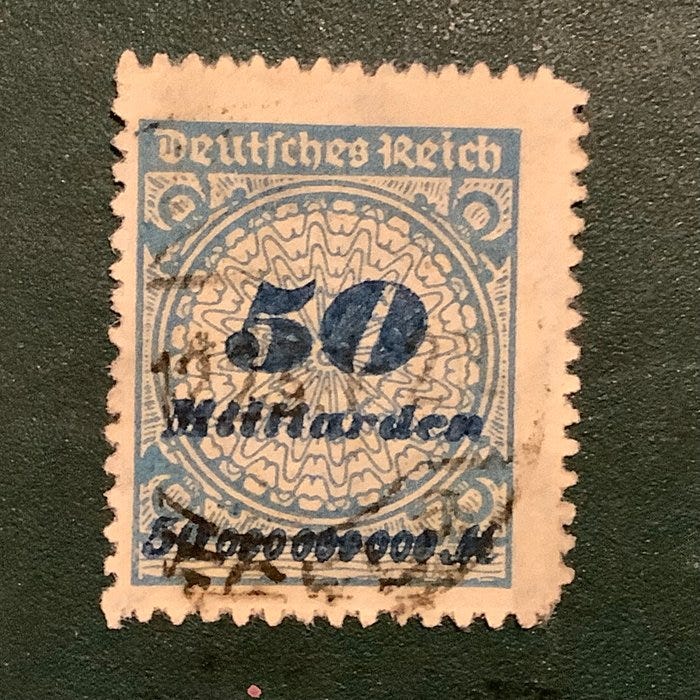 Deutsches Reich
50
Milliarden
50 000 000 000 M